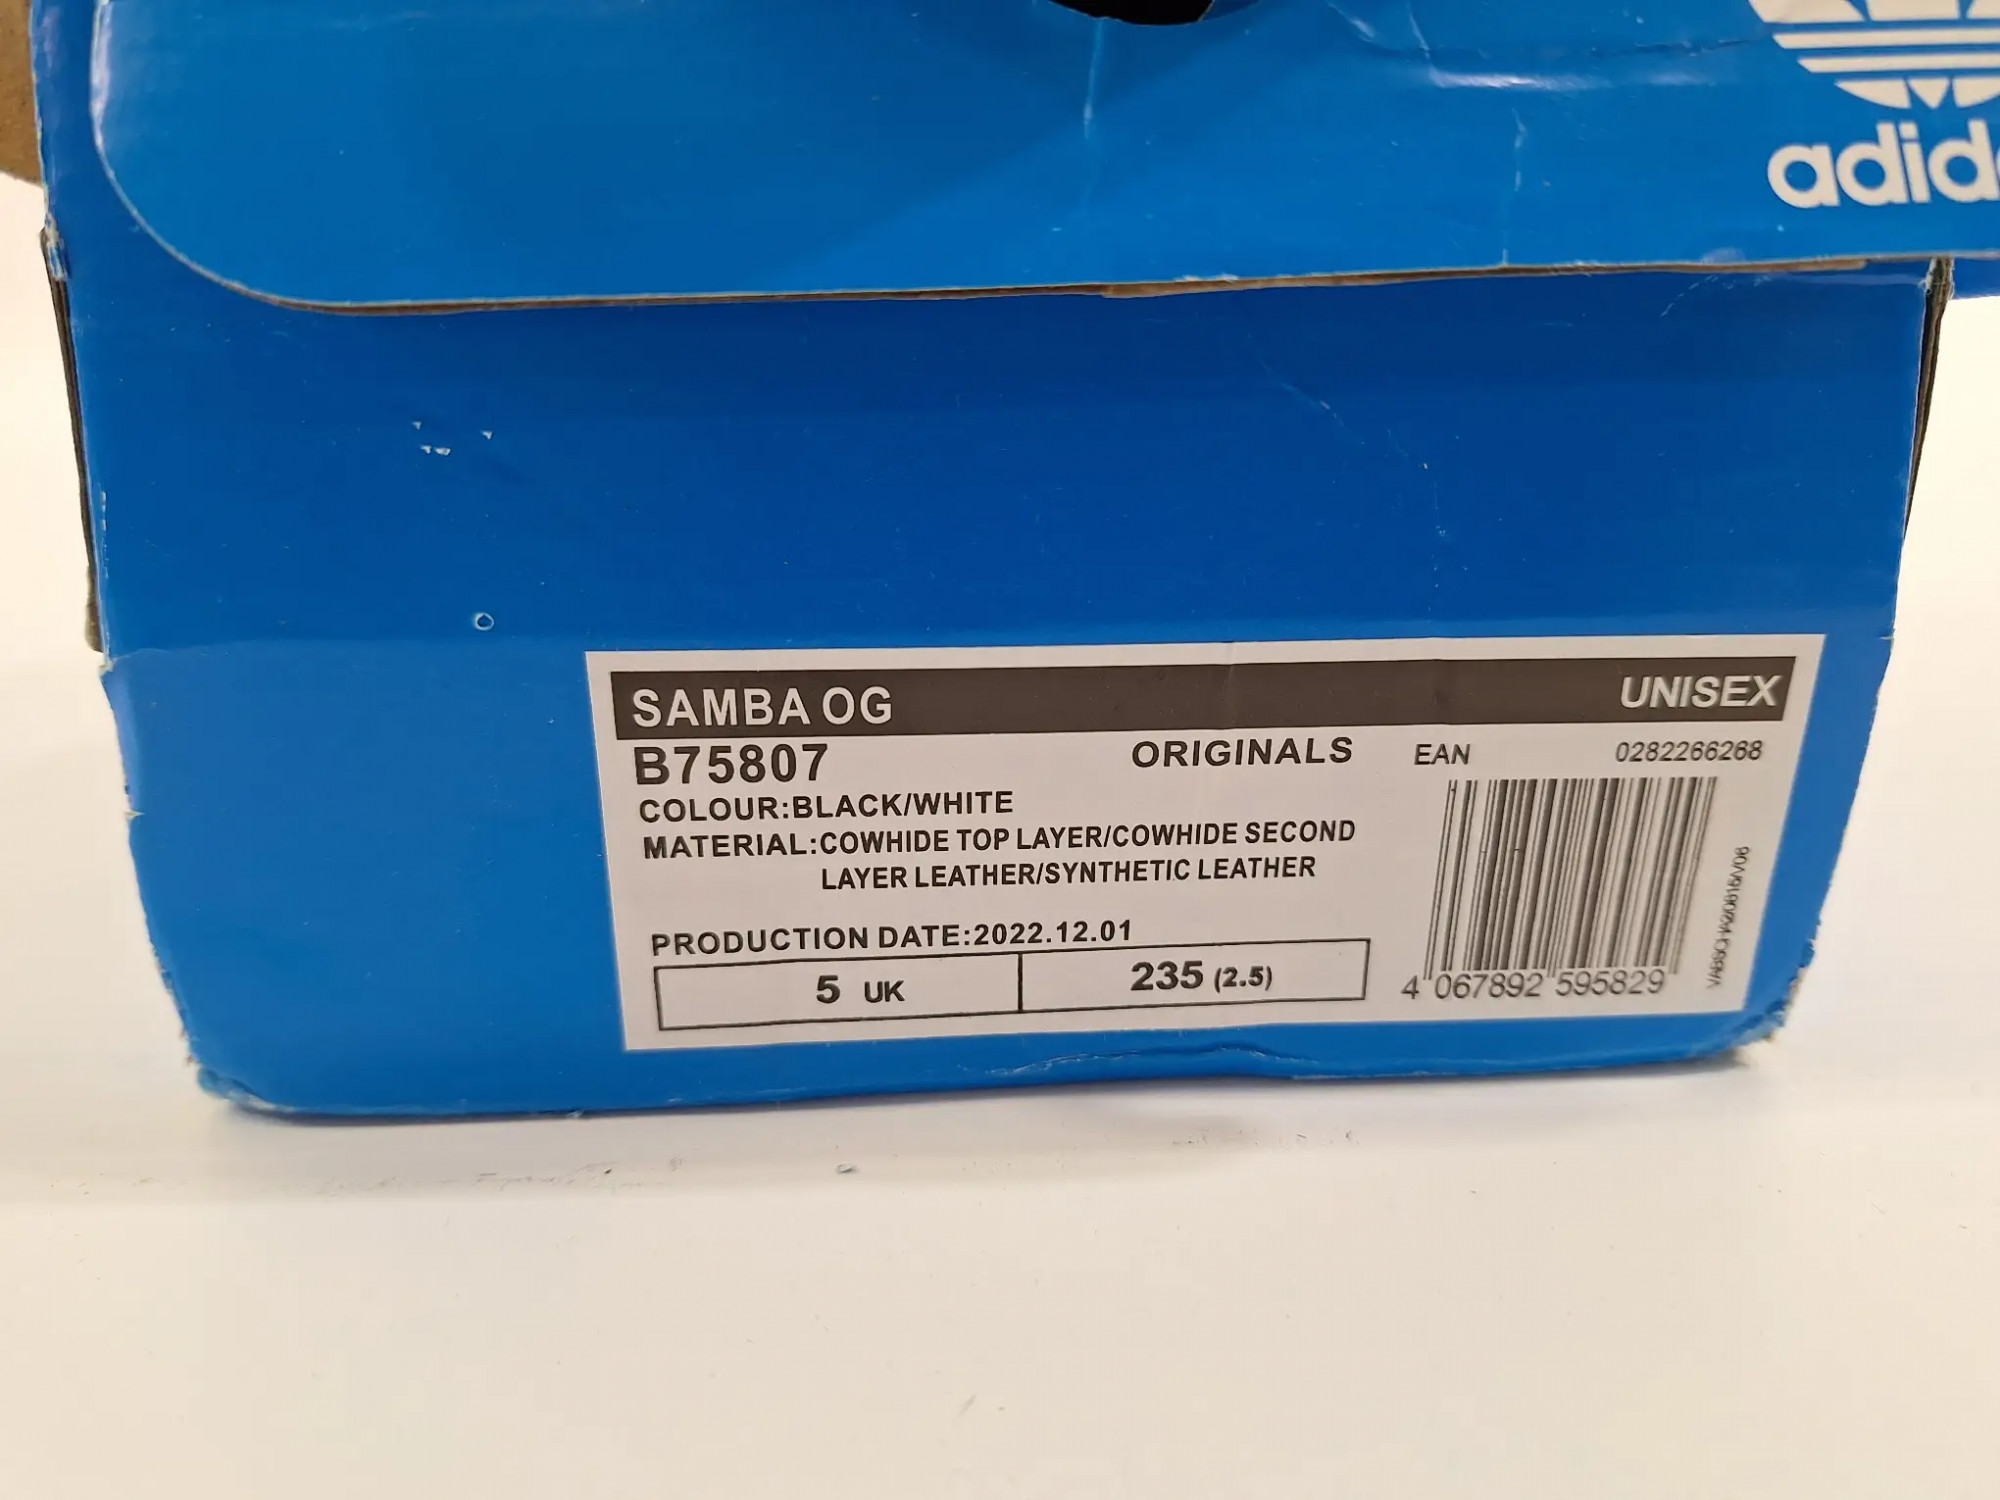 adid
SAMBA OG UNISEX
B75807 ORIGINALS EAN 0282266268
COLOUR:BLACK/WHITE
MATERIAL:COWHIDE TOP LAYER/COWHIDE SECOND
LAYER LEATHER/SYNTHETIC LEATHER
PRODUCTION DATE:2022.12.01
5 UK 235 (2.5)
4 067892 595829